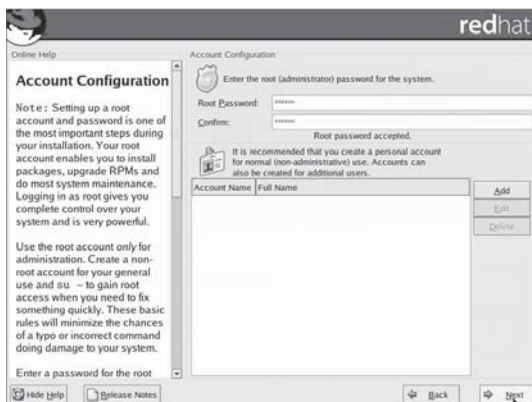 redhat
Online Help
Account Configuration
Note: Setting up a root
account and password is one of
the most important steps during
your installation. Your root
account enables you to install
packages, upgrade RPMs and
do most system maintenance.
Logging in as root gives you
complete control over your
system and is very powerful.
Use the root account only for
administration. Create a non-
root account for your general
use and su - to gain root
access when you need to fix
something quickly. These basic
rules will minimize the chances
of a typo or incorrect command
doing damage to your system.
Enter a password for the root
Account Configuration
Enter the root (administrator) password for the system.
Root Password: ******
Confirm: ******
Root password accepted.
It is recommended that you create a personal account
for normal (non-administrative) use. Accounts can
also be created for additional users.
Account Name Full Name
Add
Edit
Delete
Hide Help
Release Notes
Back
Next